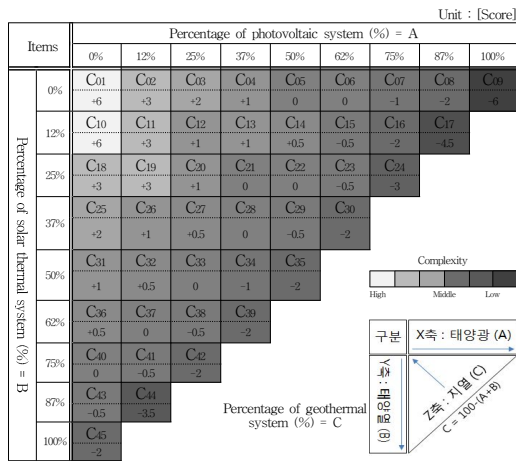 Unit : [Score]
Items
Percentage of photovoltaic system (%) = A
0% 12% 25% 37% 50% 62% 75% 87% 100%
Percentage of solar thermal system (%) = B
0% C01 C02 C03 C04 C05 C06 C07 C08 C09
+6 +3 +2 +1 0 0 -1 -2 -6
12% C10 C11 C12 C13 C14 C15 C16 C17
+6 +3 +1 +1 +0.5 -0.5 -2 -4.5
25% C18 C19 C20 C21 C22 C23 C24
+3 +3 +1 0 0 -0.5 -3
37% C25 C26 C27 C28 C29 C30
+2 +1 +0.5 0 -0.5 -2
50% C31 C32 C33 C34 C35
+1 +0.5 0 -1 -2
62% C36 C37 C38 C39
+0.5 0 -0.5 -2
75% C40 C41 C42
0 -0.5 -2
87% C43 C44
-0.5 -3.5
100% C45
-2
Percentage of geothermal
system (%) = C
Complexity
High Middle Low
구분 X축 : 태양광 (A)
Y축 : 태양열 (B)
Z축 : 지열 (C)
C = 100-(A+B)